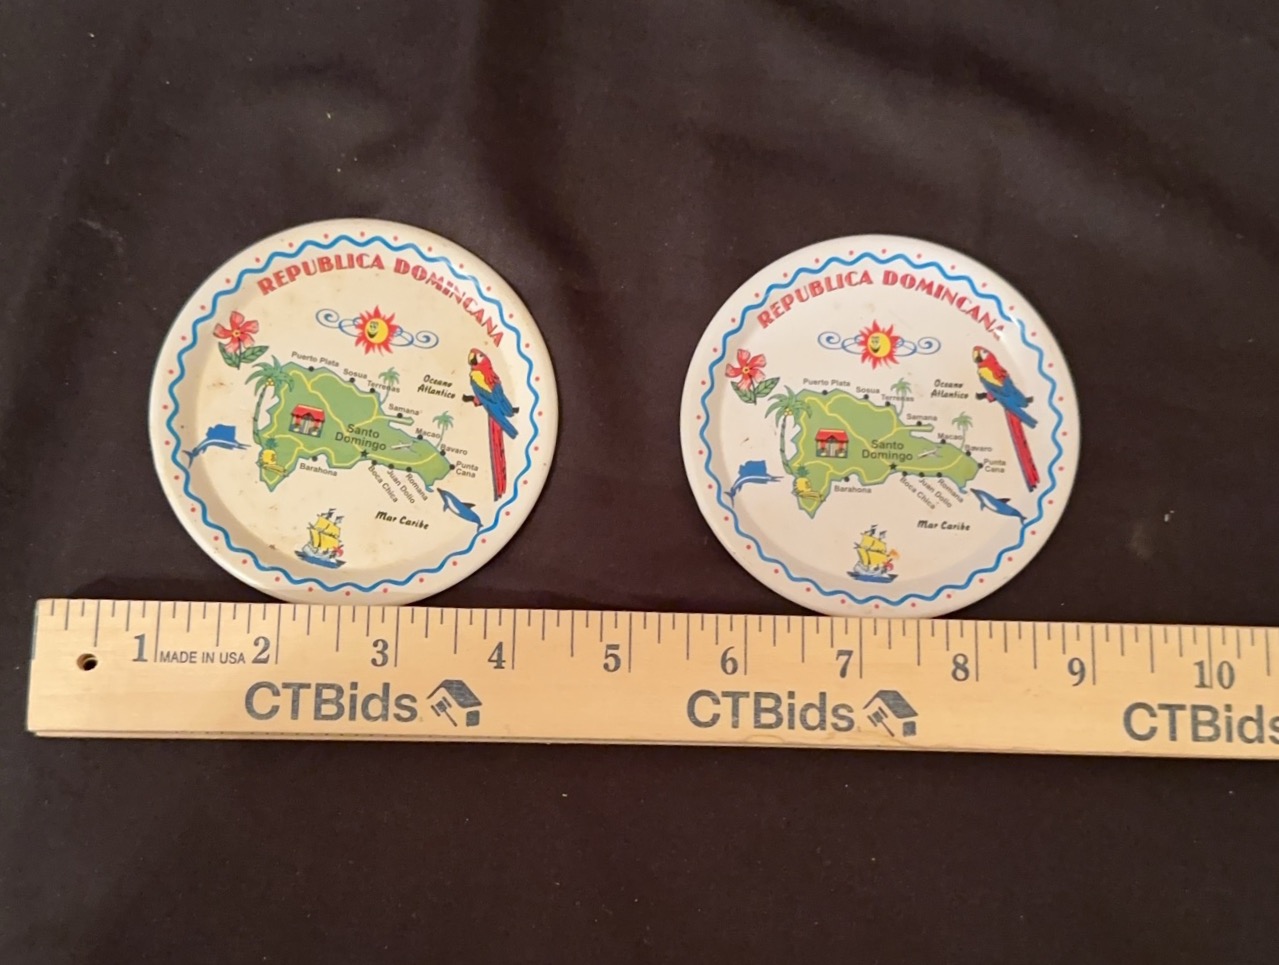 REPUBLICA DOMINCANA
Puerto Plata
Sosua
Terrenas
Oceano
Atlantico
Samana
Macao
Bavaro
Santo
Domingo
Punta
Cana
Barahona
Boca Chica
Juan Dolio
Romana
Mar Caribe
REPUBLICA DOMINCANA
Puerto Plata
Sosua
Terrenas
Oceano
Atlantico
Samana
Macao
Bavaro
Santo
Domingo
Punta
Cana
Barahona
Boca Chica
Juan Dolio
Romana
Mar Caribe
1 MADE IN USA 2 3 4 5 6 7 8 9 10
CTBids CTBids CTBids